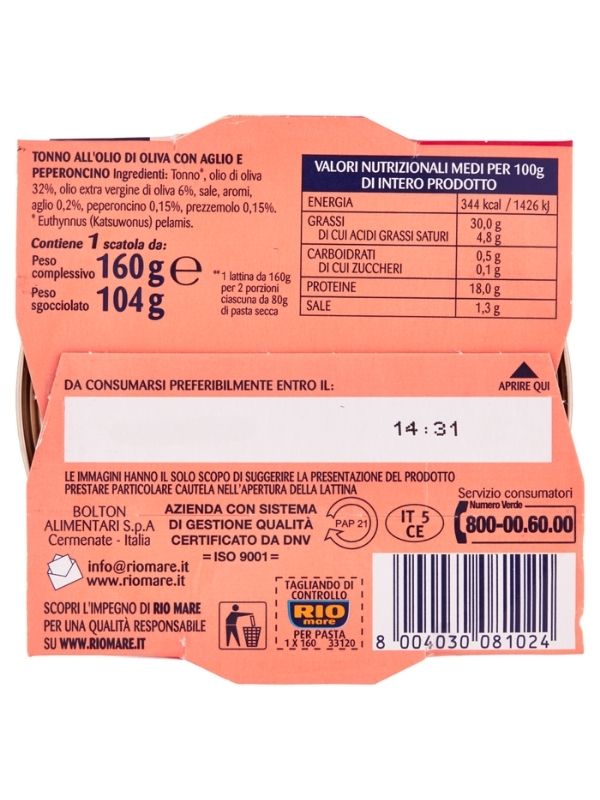 TONNO ALL'OLIO DI OLIVA CON AGLIO E
PEPERONCINO Ingredienti: Tonno*, olio di oliva
32%, olio extra vergine di oliva 6%, sale, aromi,
aglio 0,2%, peperoncino 0,15%, prezzemolo 0,15%.
* Euthynnus (Katsuwonus) pelamis.
Contiene 1 scatola da:
Peso complessivo 160g e
Peso sgocciolato 104g
**1 lattina da 160g
per 2 porzioni
ciascuna da 80g
di pasta secca
VALORI NUTRIZIONALI MEDI PER 100g
DI INTERO PRODOTTO
ENERGIA 344 kcal / 1426 kJ
GRASSI 30,0 g
DI CUI ACIDI GRASSI SATURI 4,8 g
CARBOIDRATI 0,5 g
DI CUI ZUCCHERI 0,1 g
PROTEINE 18,0 g
SALE 1,3 g
DA CONSUMARSI PREFERIBILMENTE ENTRO IL:
APRIRE QUI
14:31
LE IMMAGINI HANNO IL SOLO SCOPO DI SUGGERIRE LA PRESENTAZIONE DEL PRODOTTO
PRESTARE PARTICOLARE CAUTELA NELL'APERTURA DELLA LATTINA
BOLTON
ALIMENTARI S.p.A
Cermenate - Italia
AZIENDA CON SISTEMA
DI GESTIONE QUALITÀ
CERTIFICATO DA DNV
=ISO 9001=
PAP 21
IT 5
CE
Servizio consumatori
Numero Verde
800-00.60.00
info@riomare.it
www.riomare.it
SCOPRI L'IMPEGNO DI RIO MARE
PER UNA QUALITÀ RESPONSABILE
SU WWW.RIOMARE.IT
TAGLIANDO DI
CONTROLLO
RIO
mare
PER PASTA
1 X 160 33120
8 004030 081024